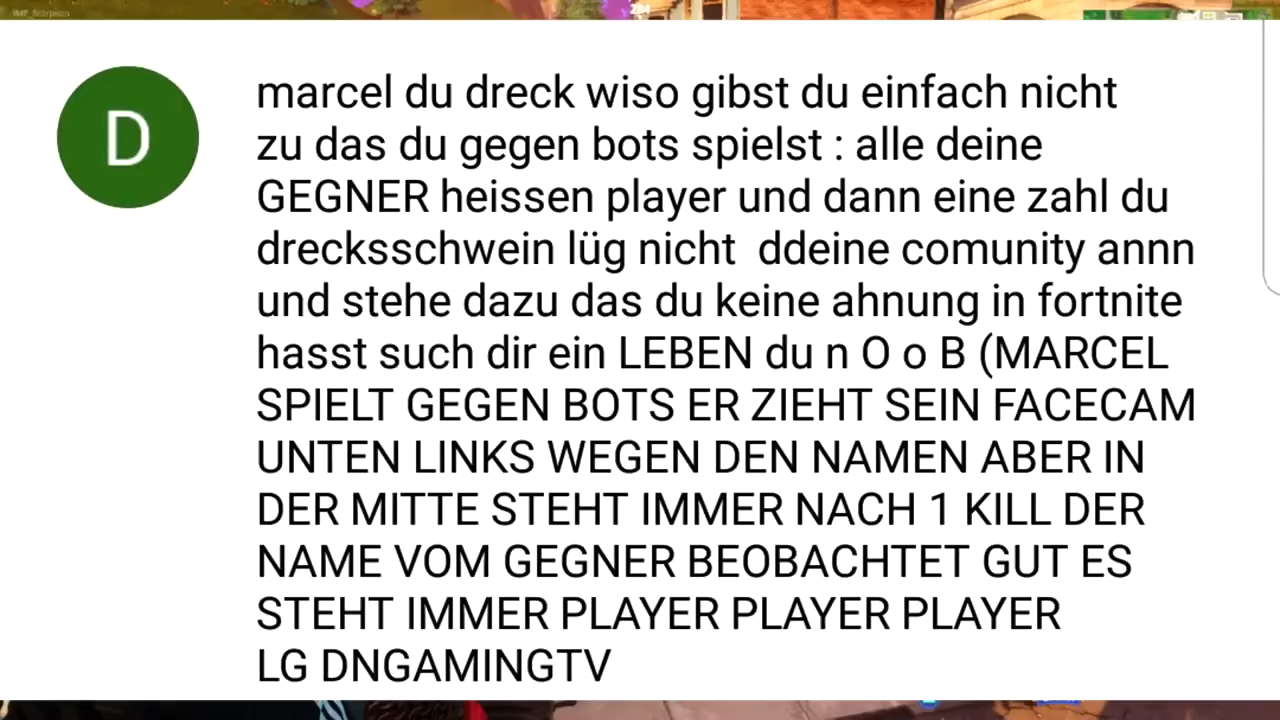 284
D
marcel du dreck wiso gibst du einfach nicht
zu das du gegen bots spielst : alle deine
GEGNER heissen player und dann eine zahl du
drecksschwein lüg nicht  ddeine comunity annn
und stehe dazu das du keine ahnung in fortnite
hasst such dir ein LEBEN du n O o B (MARCEL
SPIELT GEGEN BOTS ER ZIEHT SEIN FACECAM
UNTEN LINKS WEGEN DEN NAMEN ABER IN
DER MITTE STEHT IMMER NACH 1 KILL DER
NAME VOM GEGNER BEOBACHTET GUT ES
STEHT IMMER PLAYER PLAYER PLAYER
LG DNGAMINGTV